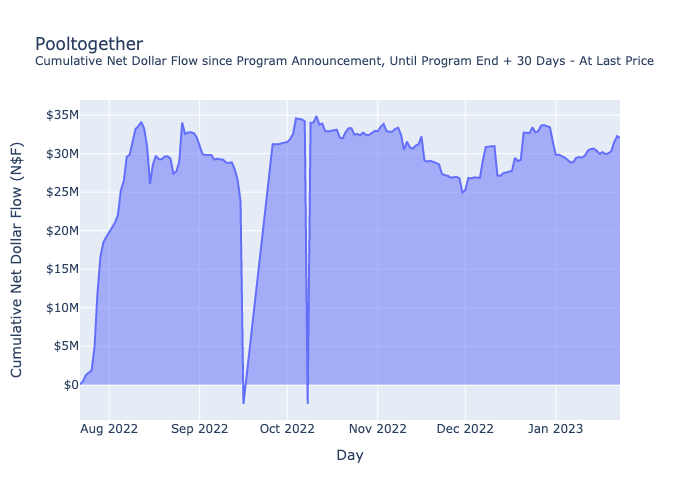 Pooltogether
Cumulative Net Dollar Flow since Program Announcement, Until Program End + 30 Days - At Last Price
Cumulative Net Dollar Flow (N$F)
$35M
$30M
$25M
$20M
$15M
$10M
$5M
$0
Aug 2022
Sep 2022
Oct 2022
Nov 2022
Dec 2022
Jan 2023
Day